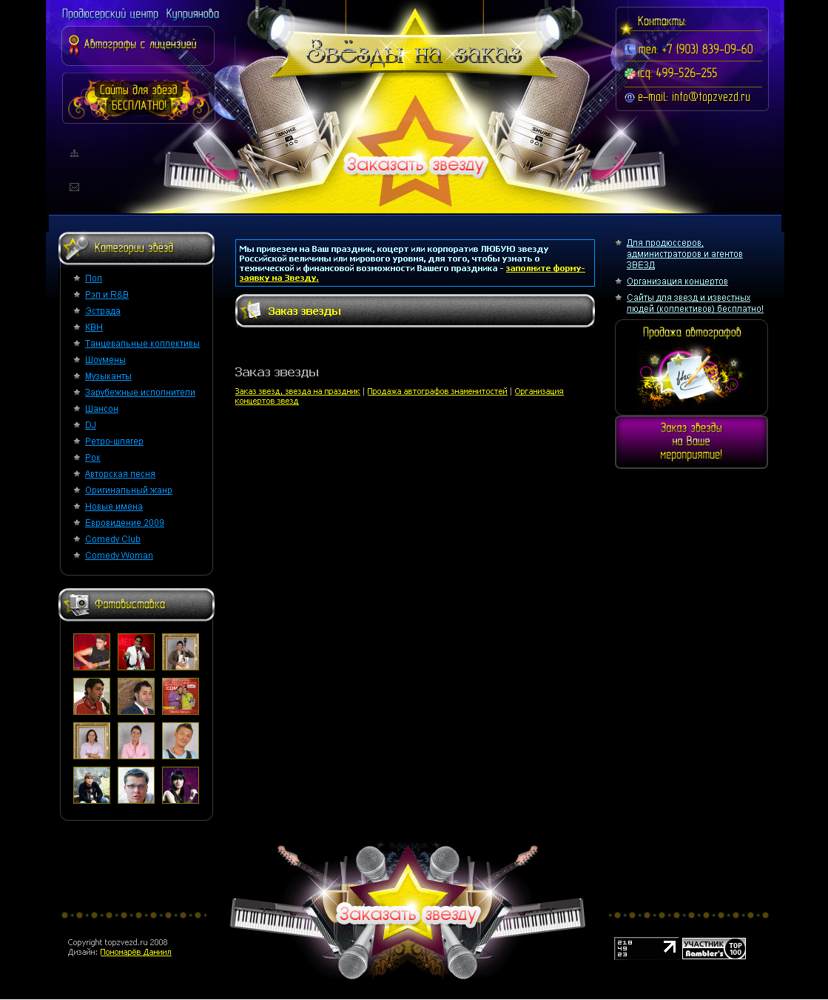 Продюсерский центр Куприянова
Автографы с лицензией
Сайты для звёзд
БЕСПЛАТНО!
Звёзды на заказ
SHURE
SHURE
Заказать звезду
Контакты:
тел: +7 (903) 839-09-60
icq: 499-526-255
e-mail: info@topzvezd.ru
Категории звёзд
Поп
Рэп и R&B
Эстрада
КВН
Танцевальные коллективы
Шоумены
Музыканты
Зарубежные исполнители
Шансон
DJ
Ретро-шлягер
Рок
Авторская песня
Оригинальный жанр
Новые имена
Евровидение 2009
Comedy Club
Comedy Woman
Фотовыставка
Мы привезем на Ваш праздник, коцерт или корпоратив ЛЮБУЮ звезду
Российской величины или мирового уровня, для того, чтобы узнать о
технической и финансовой возможности Вашего праздника - заполните форму-
заявку на Звезду.
Заказ звезды
Заказ звезды
Заказ звезд, звезда на праздник | Продажа автографов знаменитостей | Организация
концертов звезд
Для продюссеров,
администраторов и агентов
ЗВЕЗД
Организация концертов
Сайты для звезд и известных
людей (коллективов) бесплатно!
Продажа автографов
Заказ звезды
на Ваше
мероприятие!
Заказать звезду
Copyright topzvezd.ru 2008
Дизайн: Пономарёв Даниил
218
49
23
УЧАСТНИК
Rambler's
TOP
100